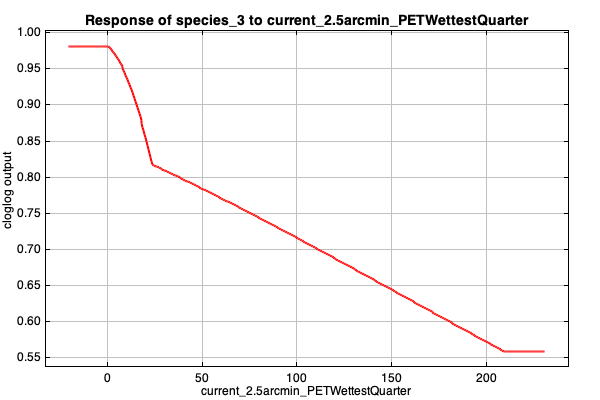 Response of species_3 to current_2.5arcmin_PETWettestQuarter
1.00
0.95
0.90
0.85
0.80
0.75
0.70
0.65
0.60
0.55
cloglog output
0 50 100 150 200
current_2.5arcmin_PETWettestQuarter